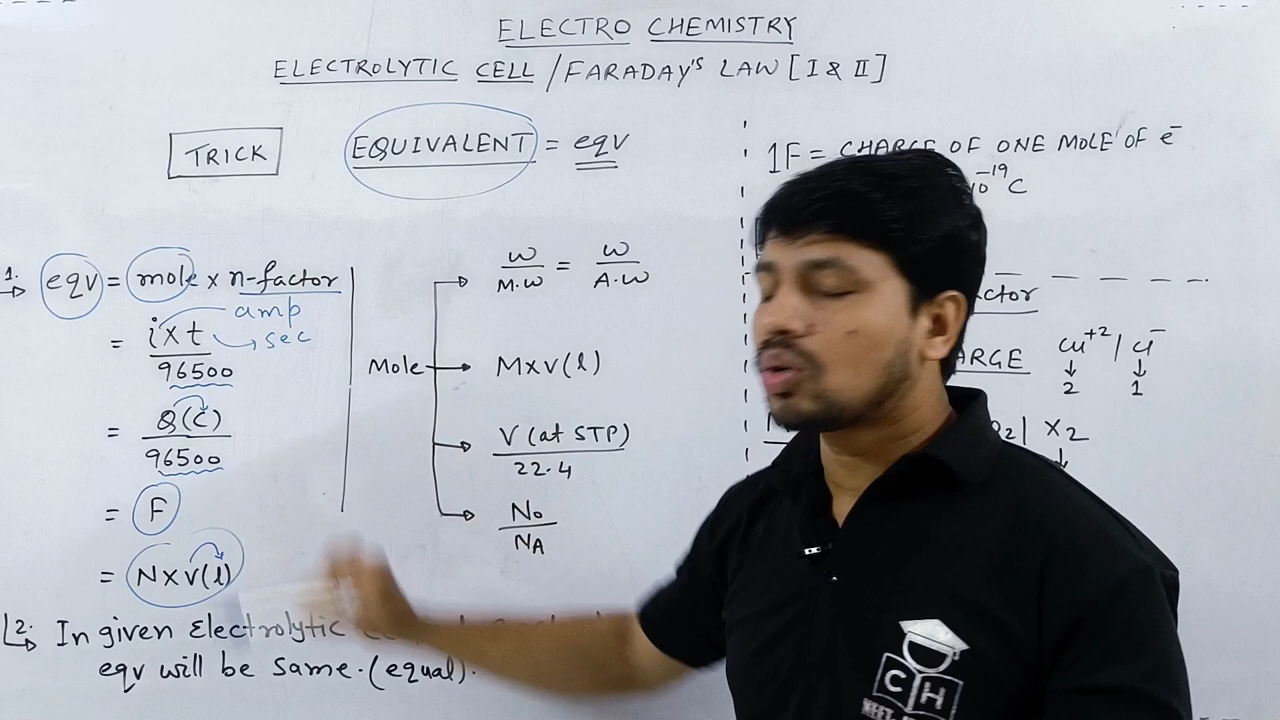 ELECTRO CHEMISTRY
ELECTROLYTIC CELL / FARADAY'S LAW [I & II]
TRICK
EQUIVALENT = eqv
1. → eqv = mole x n-factor
amp
= i x t / 96500
sec
= Q(C) / 96500
= F
= N x V(l)
2. → In given Electrolytic
eqv will be same. (equal).
Mole
→ W / M.W = W / A.W
→ M x V(l)
→ V (at STP) / 22.4
→ No / NA
1F = CHARGE OF ONE MOLE OF e⁻
10⁻¹⁹ C
ctor
ARGE Cu⁺² / Cl⁻
↓ ↓
2 1
| X₂
↓
CH